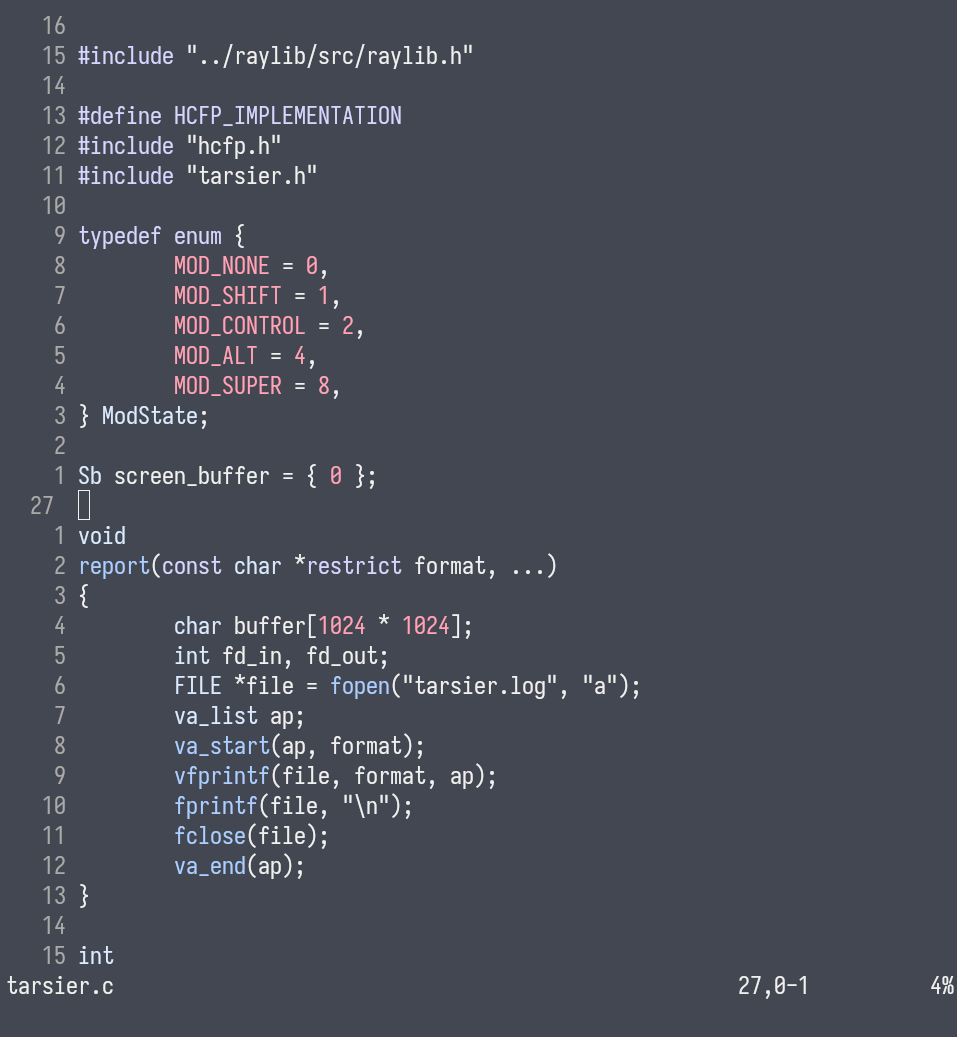 16
15 #include "../raylib/src/raylib.h"
14
13 #define HCFP_IMPLEMENTATION
12 #include "hcfp.h"
11 #include "tarsier.h"
10
9 typedef enum {
8         MOD_NONE = 0,
7         MOD_SHIFT = 1,
6         MOD_CONTROL = 2,
5         MOD_ALT = 4,
4         MOD_SUPER = 8,
3 } ModState;
2
1 Sb screen_buffer = { 0 };
27
1 void
2 report(const char *restrict format, ...)
3 {
4         char buffer[1024 * 1024];
5         int fd_in, fd_out;
6         FILE *file = fopen("tarsier.log", "a");
7         va_list ap;
8         va_start(ap, format);
9         vfprintf(file, format, ap);
10         fprintf(file, "\n");
11         fclose(file);
12         va_end(ap);
13 }
14
15 int
tarsier.c 27,0-1 4%